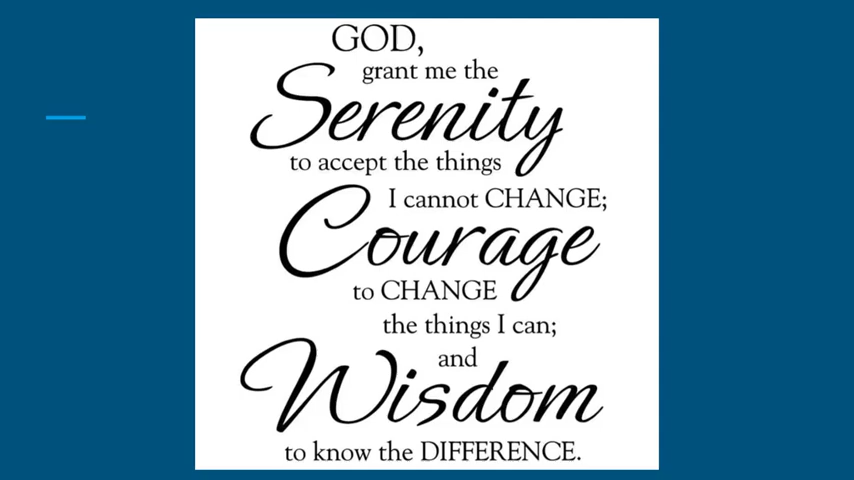 GOD,
grant me the
Serenity
to accept the things
I cannot CHANGE;
Courage
to CHANGE
the things I can;
and
Wisdom
to know the DIFFERENCE.